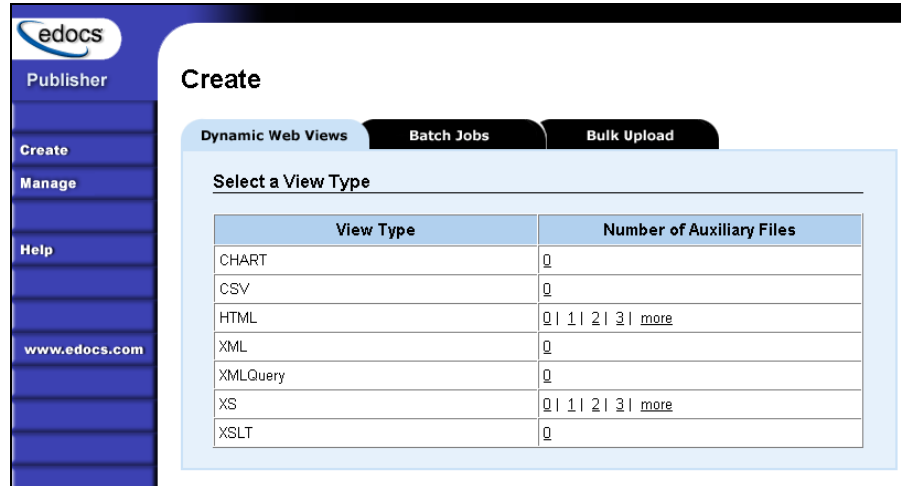 edocs
Publisher
Create
Manage
Help
www.edocs.com
Create
Dynamic Web Views Batch Jobs Bulk Upload
Select a View Type
View Type Number of Auxiliary Files
CHART 0
CSV 0
HTML 0 | 1 | 2 | 3 | more
XML 0
XMLQuery 0
XS 0 | 1 | 2 | 3 | more
XSLT 0